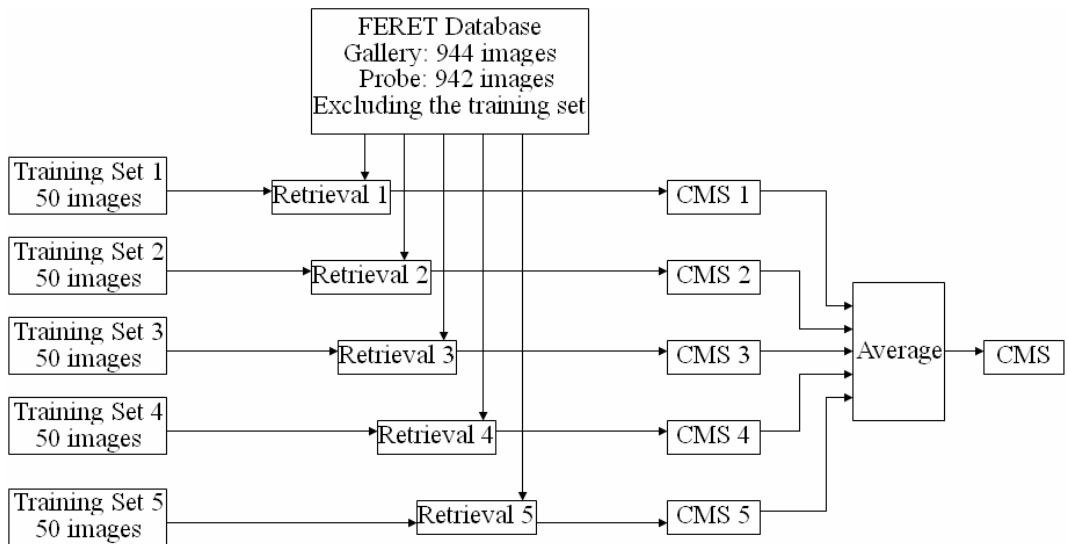 FERET Database
Gallery: 944 images
Probe: 942 images
Excluding the training set
Training Set 1
50 images
Retrieval 1
CMS 1
Training Set 2
50 images
Retrieval 2
CMS 2
Training Set 3
50 images
Retrieval 3
CMS 3
Average
CMS
Training Set 4
50 images
Retrieval 4
CMS 4
Training Set 5
50 images
Retrieval 5
CMS 5